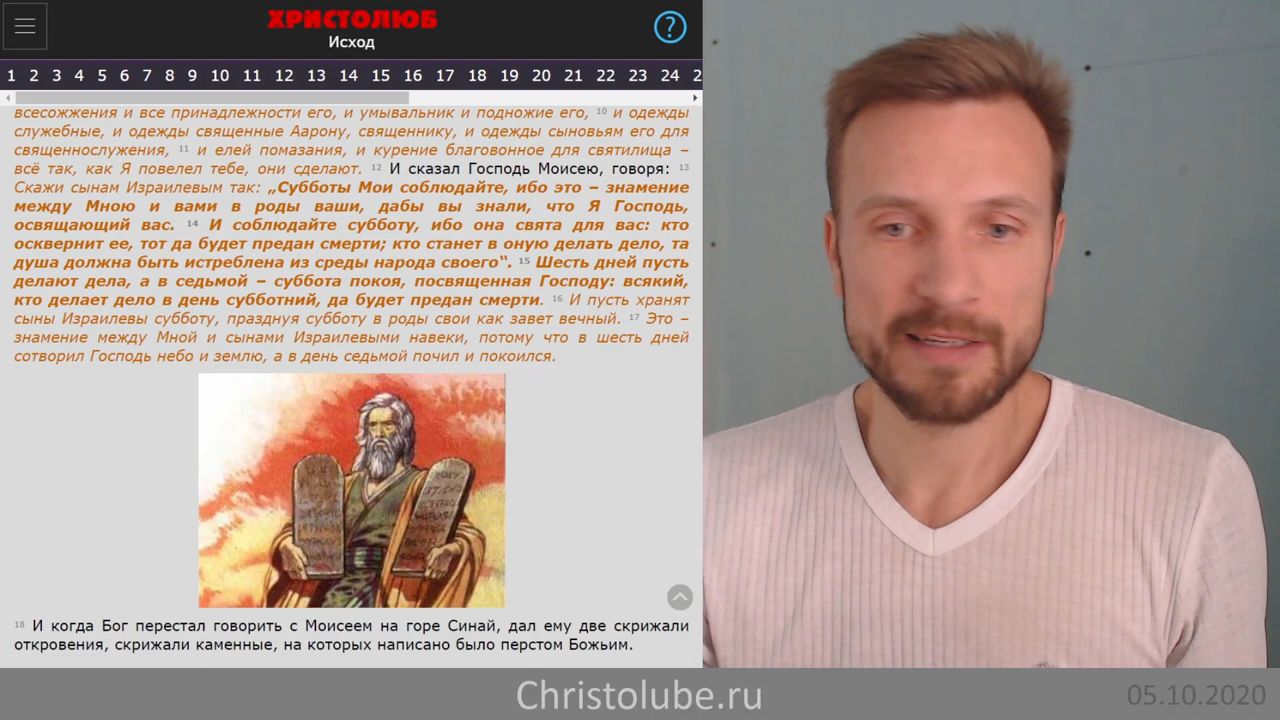 ХРИСТОЛЮБ
Исход
1 2 3 4 5 6 7 8 9 10 11 12 13 14 15 16 17 18 19 20 21 22 23 24 2
всесожжения и все принадлежности его, и умывальник и подножие его, 10 и одежды
служебные, и одежды священные Аарону, священнику, и одежды сыновьям его для
священнослужения, 11 и елей помазания, и курение благовонное для святилища –
всё так, как Я повелел тебе, они сделают. 12 И сказал Господь Моисею, говоря: 13
Скажи сынам Израилевым так: „Субботы Мои соблюдайте, ибо это – знамение
между Мною и вами в роды ваши, дабы вы знали, что Я Господь,
освящающий вас. 14 И соблюдайте субботу, ибо она свята для вас: кто
осквернит ее, тот да будет предан смерти; кто станет в оную делать дело, та
душа должна быть истреблена из среды народа своего“. 15 Шесть дней пусть
делают дела, а в седьмой – суббота покоя, посвященная Господу: всякий,
кто делает дело в день субботний, да будет предан смерти. 16 И пусть хранят
сыны Израилевы субботу, празднуя субботу в роды свои как завет вечный. 17 Это –
знамение между Мной и сынами Израилевыми навеки, потому что в шесть дней
сотворил Господь небо и землю, а в день седьмой почил и покоился.
18 И когда Бог перестал говорить с Моисеем на горе Синай, дал ему две скрижали
откровения, скрижали каменные, на которых написано было перстом Божьим.
Christolube.ru
05.10.2020